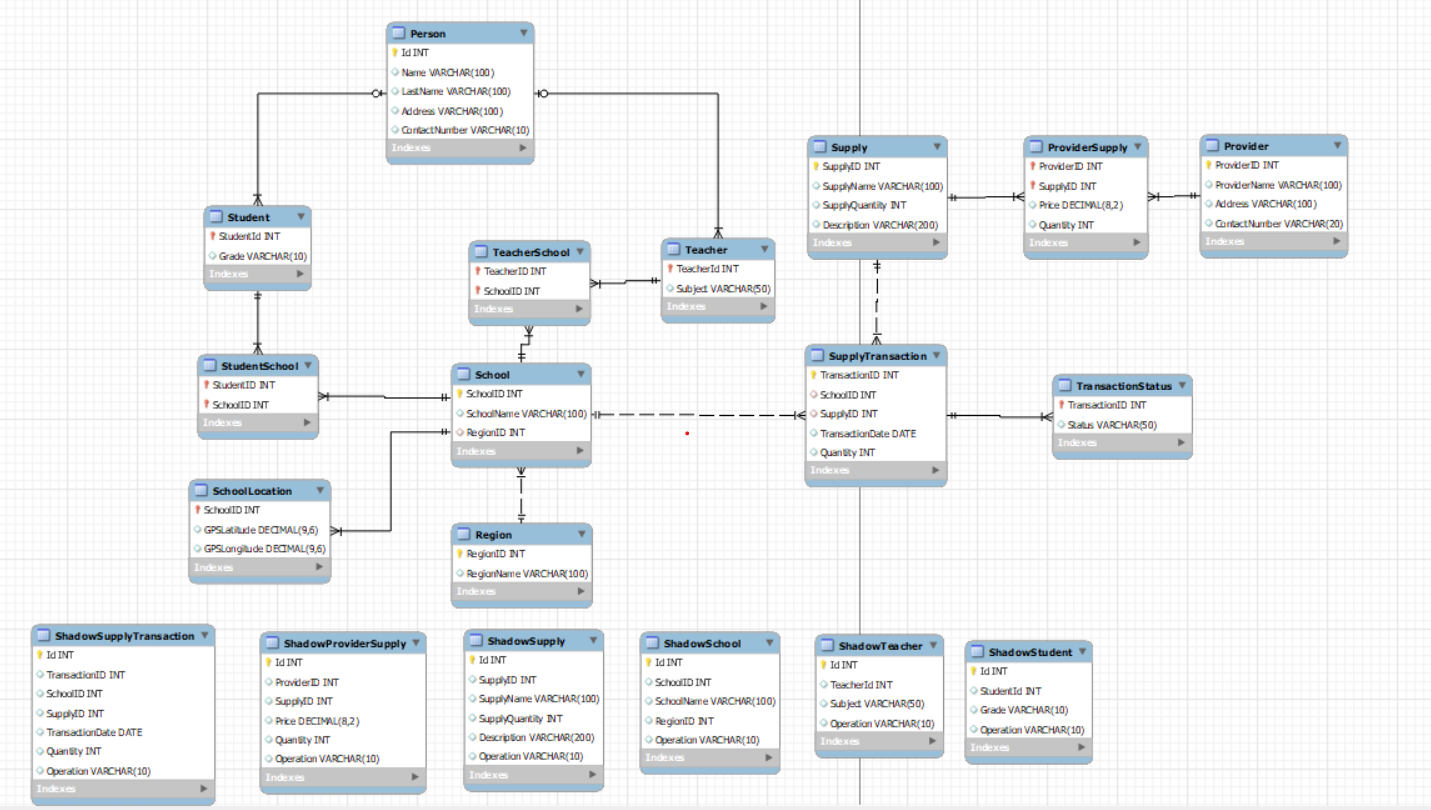 Person
Id INT
Name VARCHAR(100)
LastName VARCHAR(100)
Address VARCHAR(100)
ContactNumber VARCHAR(10)
Indexes
Student
StudentId INT
Grade VARCHAR(10)
Indexes
TeacherSchool
TeacherID INT
SchoolID INT
Indexes
Teacher
TeacherId INT
Subject VARCHAR(50)
Indexes
Supply
SupplyID INT
SupplyName VARCHAR(100)
SupplyQuantity INT
Description VARCHAR(200)
Indexes
ProviderSupply
ProviderID INT
SupplyID INT
Price DECIMAL(8,2)
Quantity INT
Indexes
Provider
ProviderID INT
ProviderName VARCHAR(100)
Address VARCHAR(100)
ContactNumber VARCHAR(20)
Indexes
StudentSchool
StudentID INT
SchoolID INT
Indexes
School
SchoolID INT
SchoolName VARCHAR(100)
RegionID INT
Indexes
SupplyTransaction
TransactionID INT
SchoolID INT
SupplyID INT
TransactionDate DATE
Quantity INT
Indexes
TransactionStatus
TransactionID INT
Status VARCHAR(50)
Indexes
SchoolLocation
SchoolID INT
GPSLatitude DECIMAL(9,6)
GPSLongitude DECIMAL(9,6)
Indexes
Region
RegionID INT
RegionName VARCHAR(100)
Indexes
ShadowSupplyTransaction
Id INT
TransactionID INT
SchoolID INT
SupplyID INT
TransactionDate DATE
Quantity INT
Operation VARCHAR(10)
Indexes
ShadowProviderSupply
Id INT
ProviderID INT
SupplyID INT
Price DECIMAL(8,2)
Quantity INT
Operation VARCHAR(10)
Indexes
ShadowSupply
Id INT
SupplyID INT
SupplyName VARCHAR(100)
SupplyQuantity INT
Description VARCHAR(200)
Operation VARCHAR(10)
Indexes
ShadowSchool
Id INT
SchoolID INT
SchoolName VARCHAR(100)
RegionID INT
Operation VARCHAR(10)
Indexes
ShadowTeacher
Id INT
TeacherId INT
Subject VARCHAR(50)
Operation VARCHAR(10)
Indexes
ShadowStudent
Id INT
StudentId INT
Grade VARCHAR(10)
Operation VARCHAR(10)
Indexes